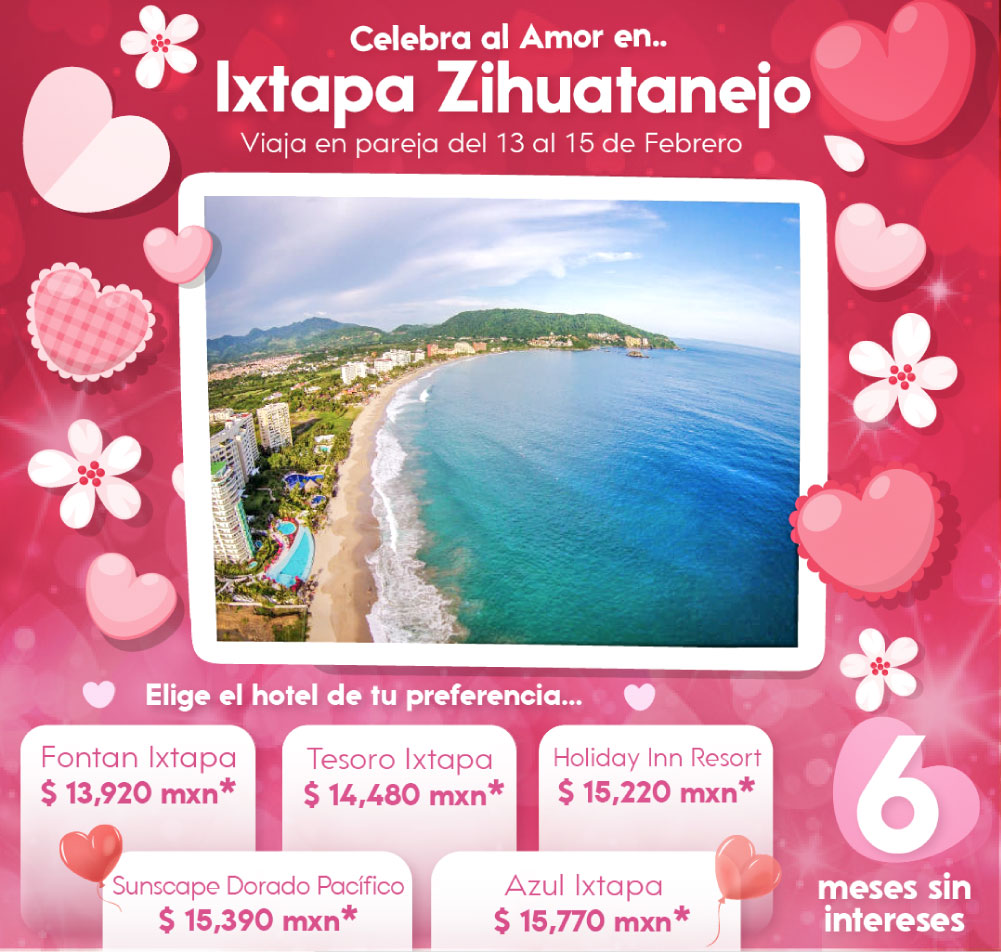 Celebra al Amor en..
Ixtapa Zihuatanejo
Viaja en pareja del 13 al 15 de Febrero
Elige el hotel de tu preferencia...
Fontan Ixtapa
$ 13,920 mxn*
Tesoro Ixtapa
$ 14,480 mxn*
Holiday Inn Resort
$ 15,220 mxn*
Sunscape Dorado Pacífico
$ 15,390 mxn*
Azul Ixtapa
$ 15,770 mxn*
6
meses sin
intereses